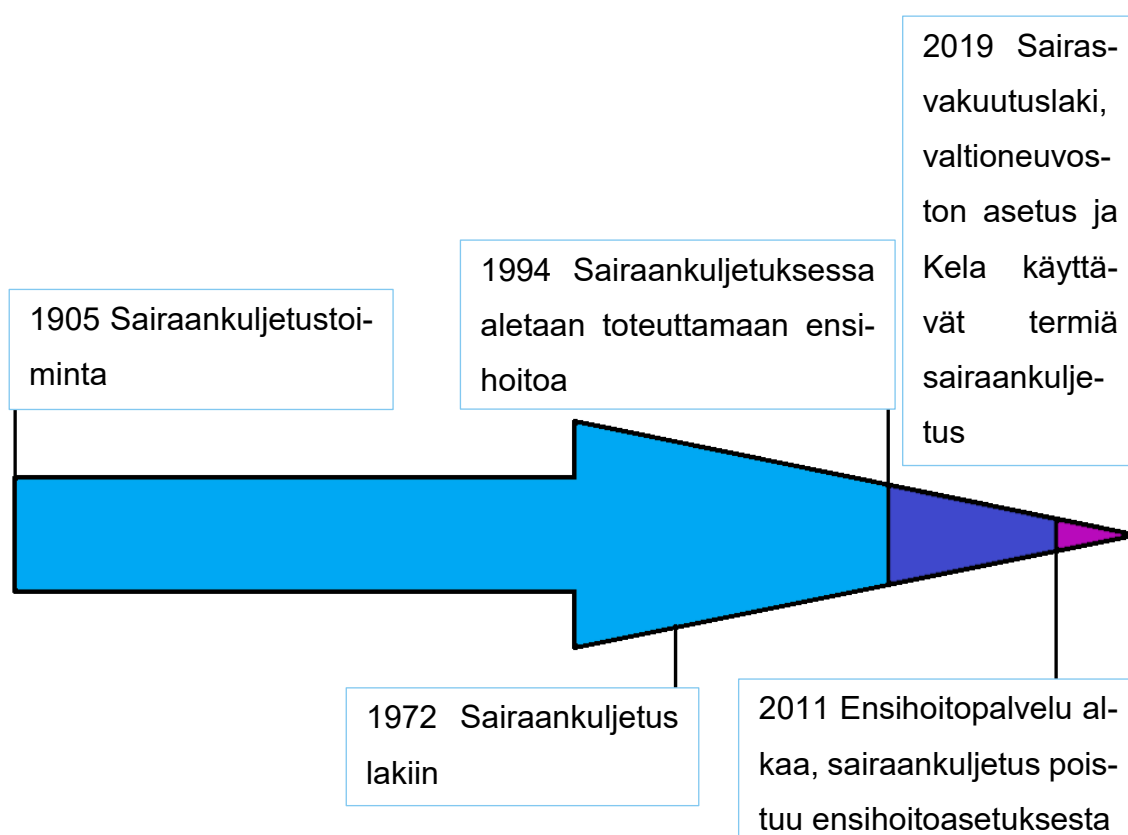 2019 Sairas-
vakuutuslaki,
valtioneuvos-
ton asetus ja
Kela käyttä-
vät termiä
sairaankulje-
tus
1994 Sairaankuljetuksessa
aletaan toteuttamaan ensi-
hoitoa
1905 Sairaankuljetustoi-
minta
1972 Sairaankuljetus
lakiin
2011 Ensihoitopalvelu al-
kaa, sairaankuljetus pois-
tuu ensihoitoasetuksesta